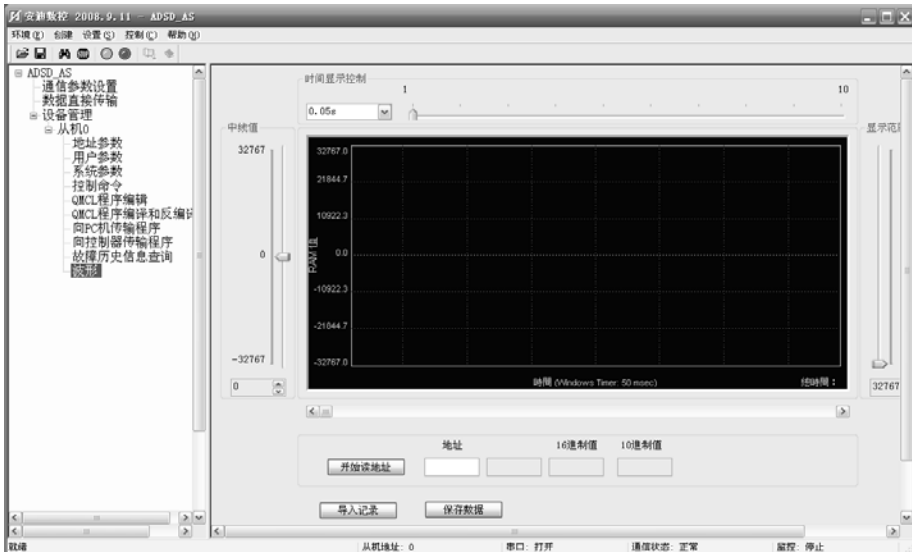 安迪数控 2008.9.11 - ADSD_AS
环境(E) 创建 设置(S) 控制(C) 帮助(Y)
ADSD_AS
通信参数设置
数据直接传输
设备管理
从机0
地址参数
用户参数
系统参数
控制命令
QMCL程序编辑
QMCL程序编译和反编译
向PC机传输程序
向控制器传输程序
故障历史信息查询
波形
时间显示控制
1 10
0.05s
中线值
32767
0
-32767
0
RAM值
32767.0
21844.7
10922.3
0.0
-10922.3
-21844.7
-32767.0
時間 (Windows Timer: 50 msec)
總時間:
显示范
32767
地址 16進制值 10進制值
开始读地址
导入记录 保存数据
就绪 从机地址: 0 串口: 打开 通信状态: 正常 监控: 停止